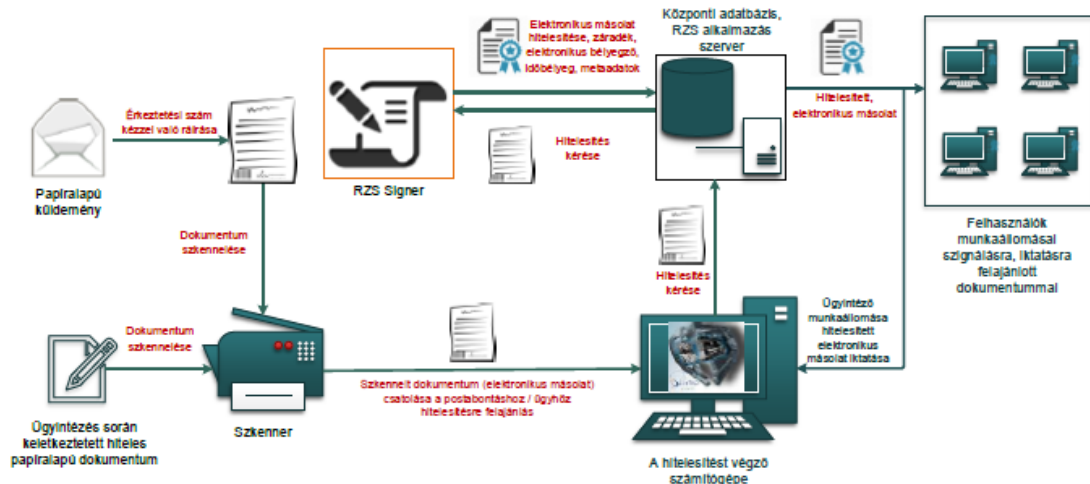 Elektronikus másolat
hitelesítése, záradék,
elektronikus bélyegző,
időbélyeg, metaadatok
Központi adatbázis,
RZS alkalmazás
szerver
Érkeztetési szám
kézzel való ráírása
Hitelesített,
elektronikus másolat
Hitelesítés
kérése
RZS Signer
Papíralapú
küldemény
Felhasználók
munkaállomásai
szignálásra, iktatásra
felajánlott
dokumentummal
Dokumentum
szkennelése
Hitelesítés
kérése
Ügyintéző
munkaállomása
hitelesített
elektronikus
másolat iktatása
Dokumentum
szkennelése
Szkennelt dokumentum (elektronikus másolat)
csatolása a postabontáshoz / ügyhöz
hitelesítésre felajánlás
Ügyintézés során
keletkeztetett hiteles
papíralapú dokumentum
Szkenner
A hitelesítést végző
számítógépe